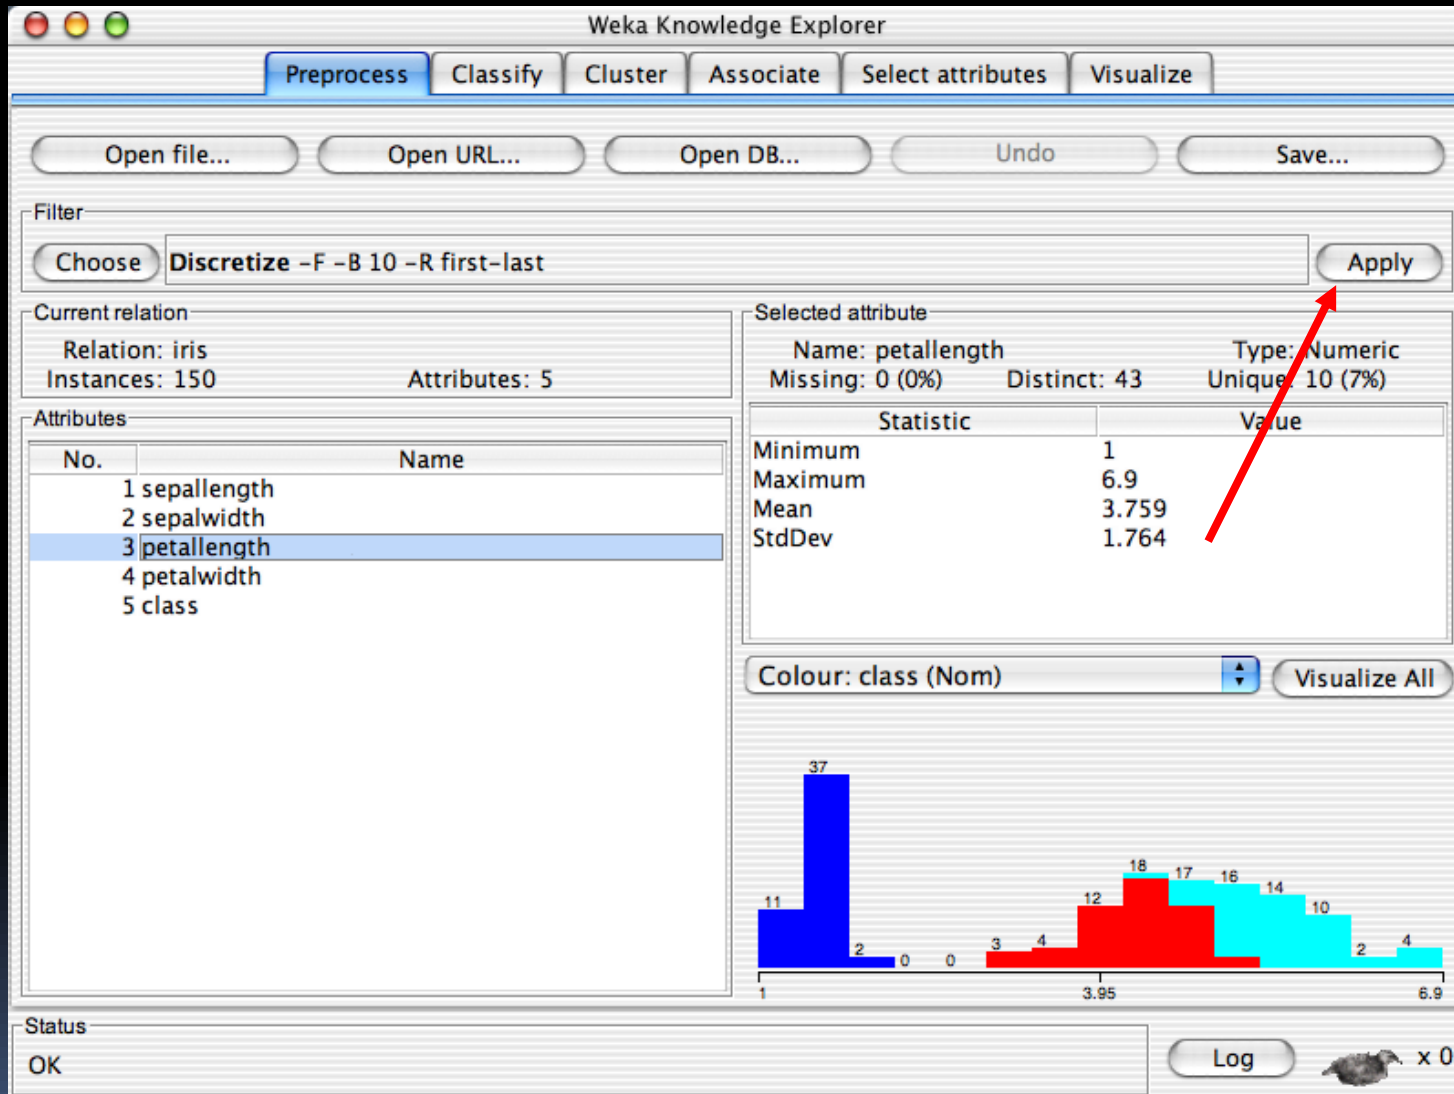 Weka Knowledge Explorer
Preprocess Classify Cluster Associate Select attributes Visualize
Open file... Open URL... Open DB... Undo Save...
Filter
Choose Discretize -F -B 10 -R first-last Apply
Current relation
Relation: iris
Instances: 150 Attributes: 5
Attributes
No. Name
1 sepallength
2 sepalwidth
3 petallength
4 petalwidth
5 class
Selected attribute
Name: petallength Type: Numeric
Missing: 0 (0%) Distinct: 43 Unique: 10 (7%)
Statistic Value
Minimum 1
Maximum 6.9
Mean 3.759
StdDev 1.764
Colour: class (Nom) Visualize All
11 37 2 0 0 3 4 12 18 17 16 14 10 2 4
1 3.95 6.9
Status
OK Log x 0